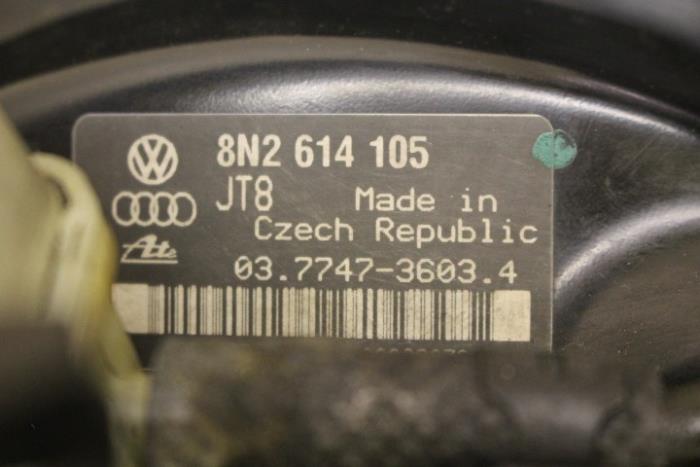 8N2 614 105
JT8 Made in
Czech Republic
Ate
03.7747-3603.4